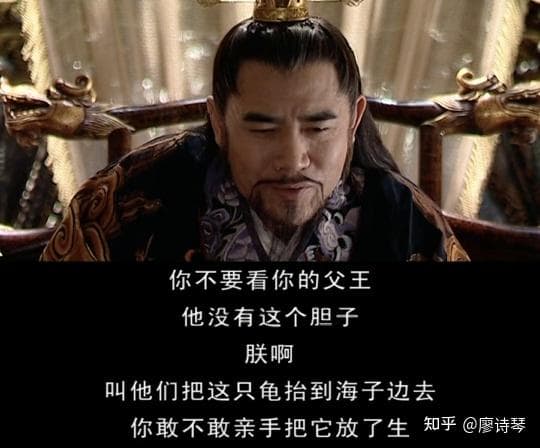 你不要看你的父王
他没有这个胆子
朕啊
叫他们把这只龟抬到海子边去
你敢不敢亲手把它放了生
知乎 @廖诗琴